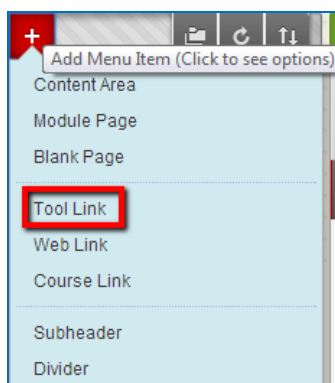 +
Add Menu Item (Click to see options)
Content Area
Module Page
Blank Page
Tool Link
Web Link
Course Link
Subheader
Divider